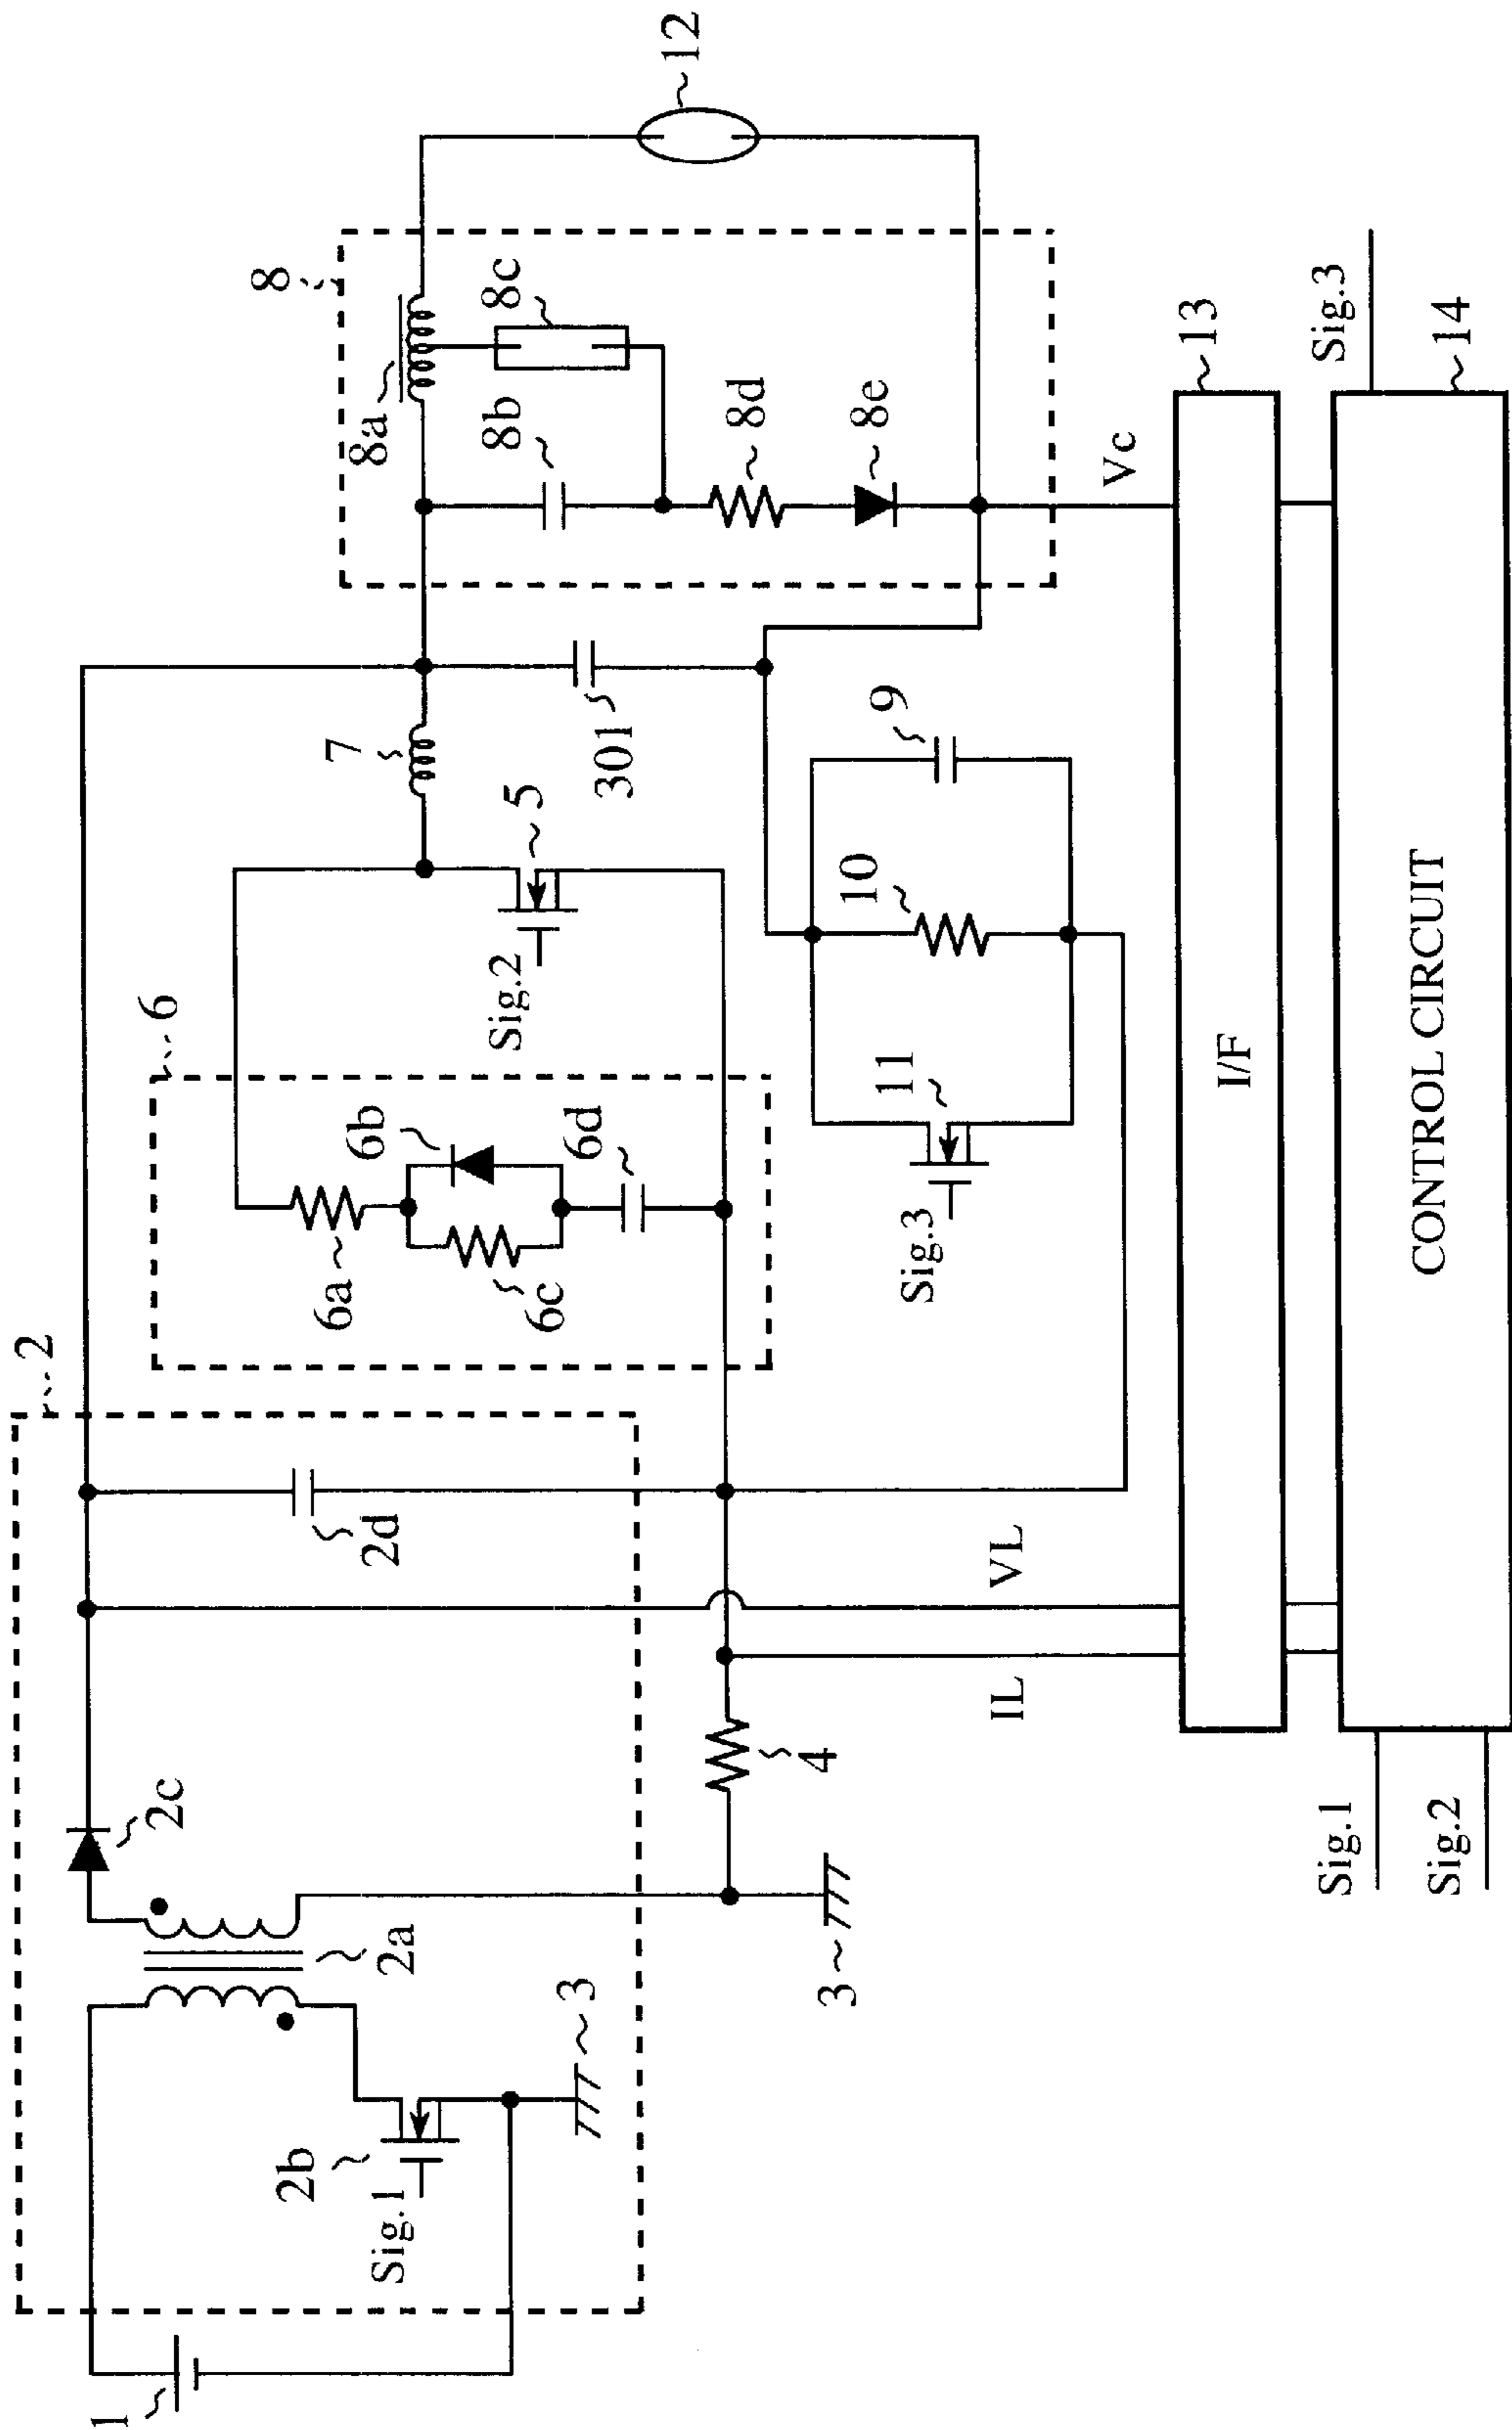 1
2
2a
2b
Sig.1
2c
2d
3
3
4
IL
VL
6
6a
6b
6c
6d
Sig.2
5
7
301
8
8a
8b
8c
8d
8e
9
10
11
Sig.3
12
Vc
I/F
13
CONTROL CIRCUIT
14
Sig.1
Sig.2
Sig.3